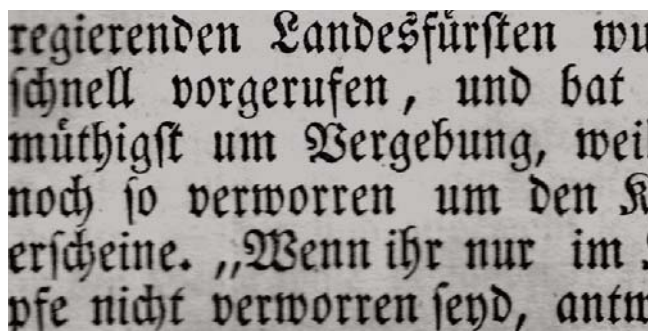 regierenden Landesfürſten wu
ſchnell vorgerufen, und bat
müthigſt um Vergebung, weil
noch ſo verworren um den K
erſcheine. „Wenn ihr nur im
pfe nicht verworren ſeyd, antw